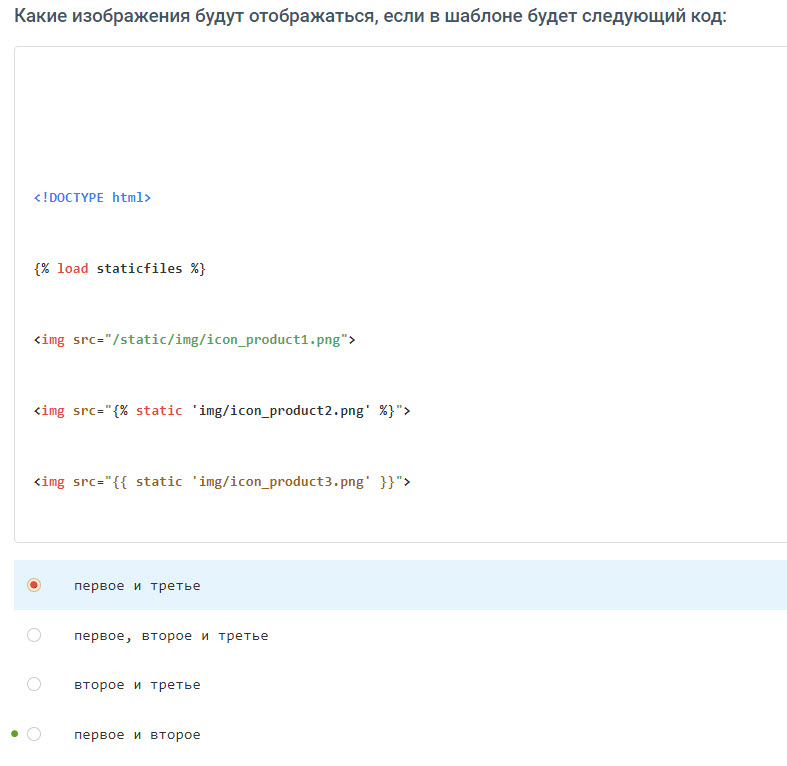 Какие изображения будут отображаться, если в шаблоне будет следующий код:
<!DOCTYPE html>
{% load staticfiles %}
<img src="/static/img/icon_product1.png">
<img src="{% static 'img/icon_product2.png' %}">
<img src="{{ static 'img/icon_product3.png' }}">
первое и третье
первое, второе и третье
второе и третье
первое и второе